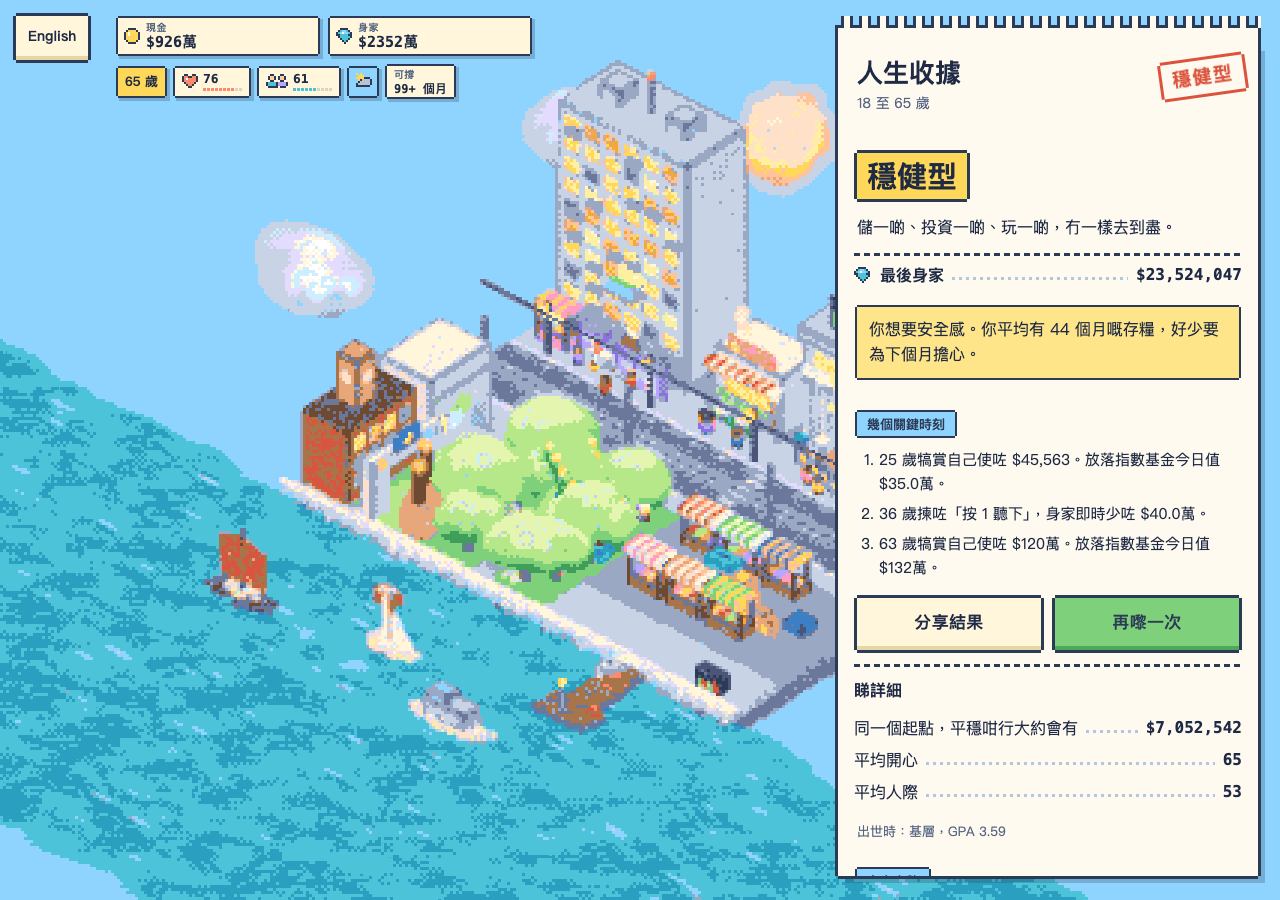 English
現金
$926萬
身家
$2352萬
65 歲
76
61
可撐
99+ 個月
人生收據
18 至 65 歲
穩健型
穩健型
儲一啲、投資一啲、玩一啲，冇一樣去到盡。
最後身家 $23,524,047
你想要安全感。你平均有 44 個月嘅存糧，好少要
為下個月擔心。
幾個關鍵時刻
1. 25 歲犒賞自己使咗 $45,563。放落指數基金今日值
$35.0萬。
2. 36 歲揀咗「按 1 聽下」，身家即時少咗 $40.0萬。
3. 63 歲犒賞自己使咗 $120萬。放落指數基金今日值
$132萬。
分享結果
再嚟一次
睇詳細
同一個起點，平穩咁行大約會有 $7,052,542
平均開心 65
平均人際 53
出世時：基層，GPA 3.59